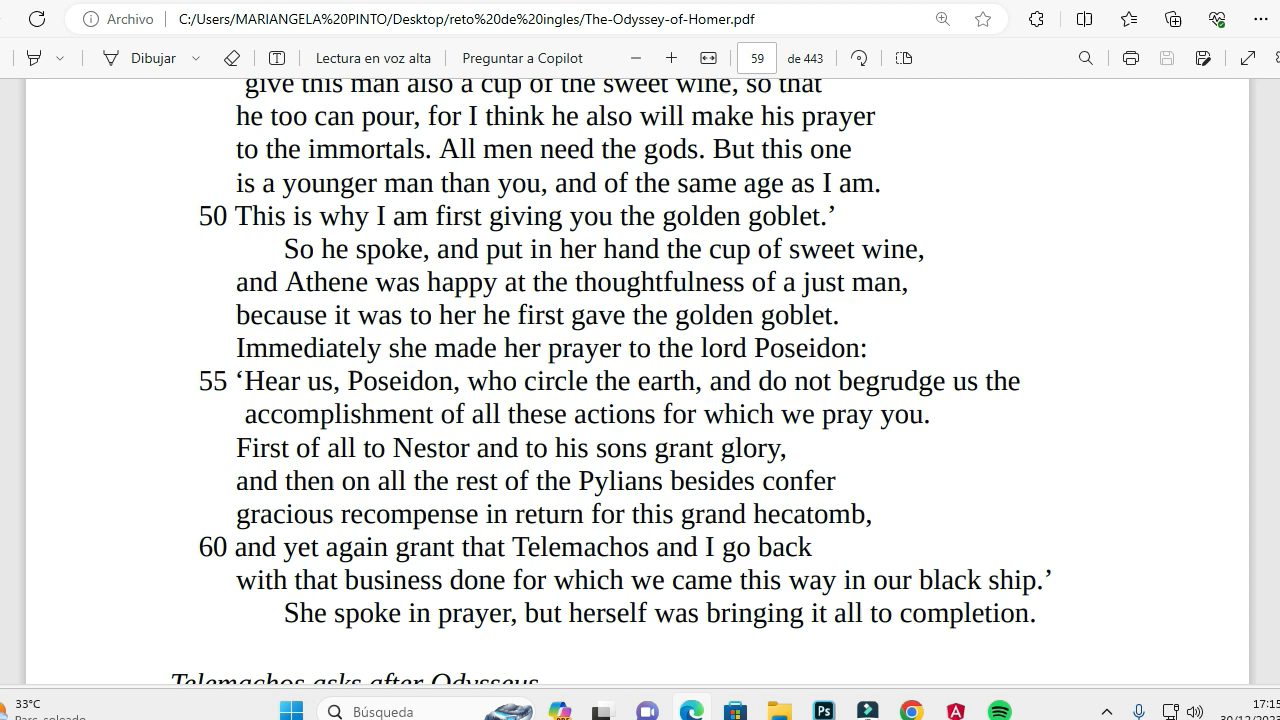 Archivo C:/Users/MARIANGELA%20PINTO/Desktop/reto%20de%20ingles/The-Odyssey-of-Homer.pdf
Dibujar Lectura en voz alta Preguntar a Copilot 59 de 443
give this man also a cup of the sweet wine, so that
he too can pour, for I think he also will make his prayer
to the immortals. All men need the gods. But this one
is a younger man than you, and of the same age as I am.
50 This is why I am first giving you the golden goblet.’
So he spoke, and put in her hand the cup of sweet wine,
and Athene was happy at the thoughtfulness of a just man,
because it was to her he first gave the golden goblet.
Immediately she made her prayer to the lord Poseidon:
55 ‘Hear us, Poseidon, who circle the earth, and do not begrudge us the
accomplishment of all these actions for which we pray you.
First of all to Nestor and to his sons grant glory,
and then on all the rest of the Pylians besides confer
gracious recompense in return for this grand hecatomb,
60 and yet again grant that Telemachos and I go back
with that business done for which we came this way in our black ship.’
She spoke in prayer, but herself was bringing it all to completion.
Telemachos asks after Odysseus
33°C
Parc. soleado
Búsqueda
Ps
17:1
30/12/20